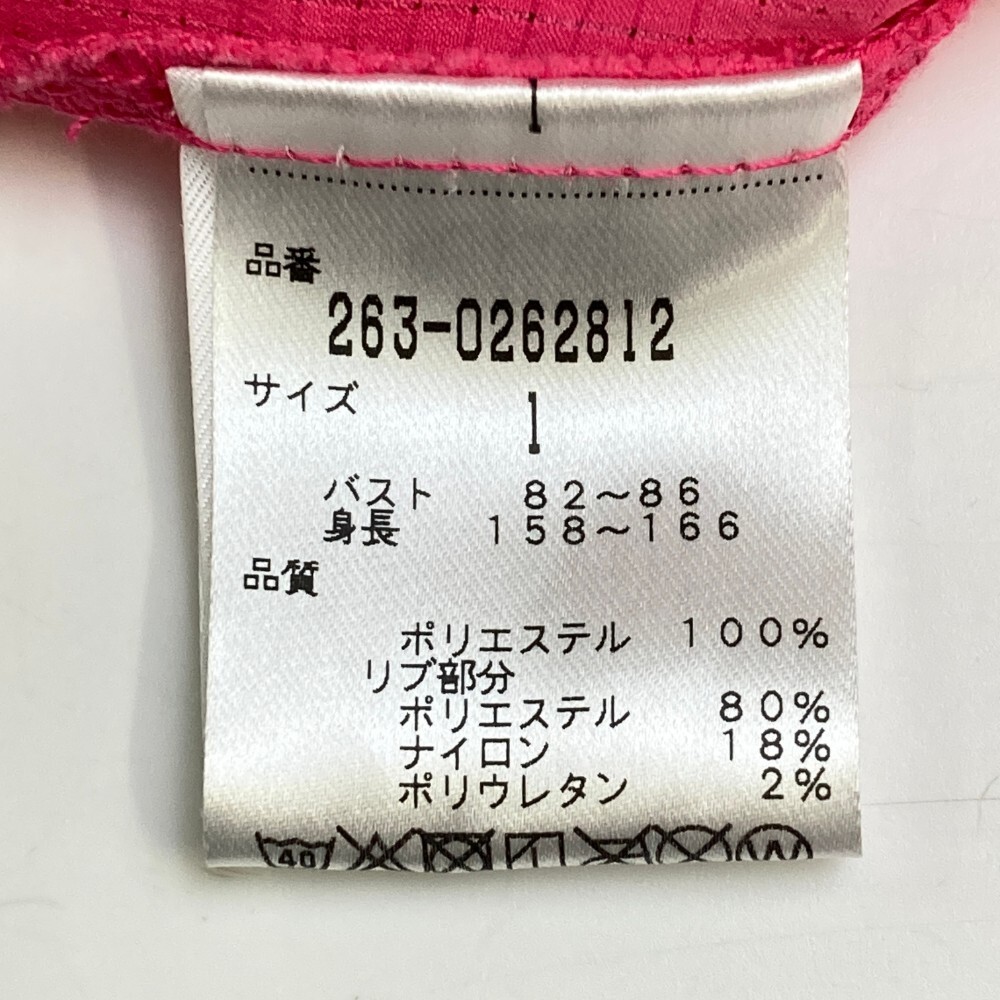 1
品番
263-0262812
サイズ
1
バスト 82～86
身長 158～166
品質
ポリエステル 100%
リブ部分
ポリエステル 80%
ナイロン 18%
ポリウレタン 2%
40 W